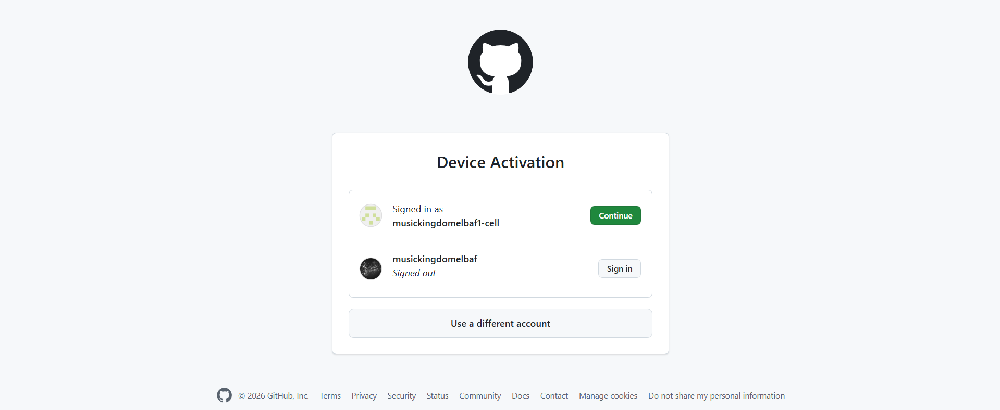 Device Activation
Signed in as
musickingdomelbaf1-cell
Continue
musickingdomelbaf
Signed out
Sign in
Use a different account
© 2026 GitHub, Inc. Terms Privacy Security Status Community Docs Contact Manage cookies Do not share my personal information